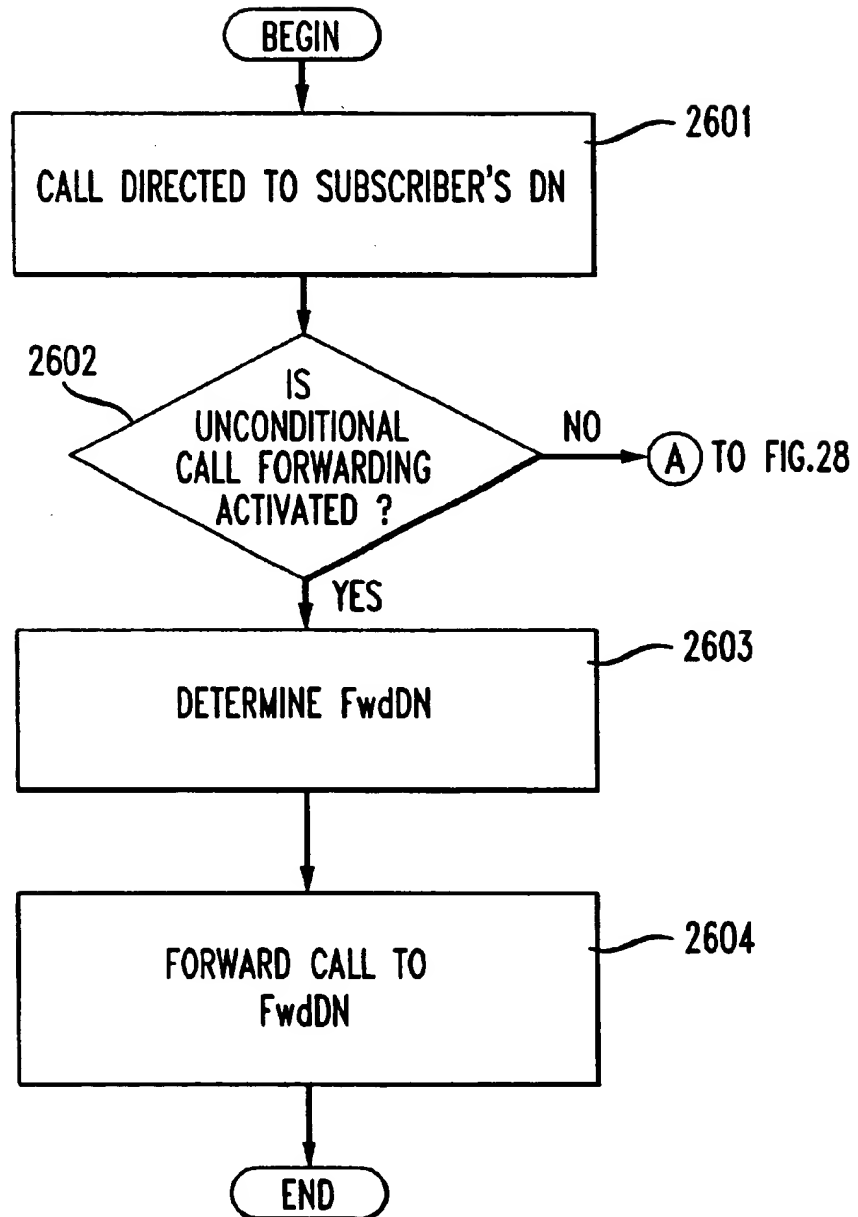 BEGIN
2601
CALL DIRECTED TO SUBSCRIBER'S DN
2602
IS
UNCONDITIONAL
CALL FORWARDING
ACTIVATED ?
NO
A TO FIG.28
YES
2603
DETERMINE FwdDN
2604
FORWARD CALL TO
FwdDN
END